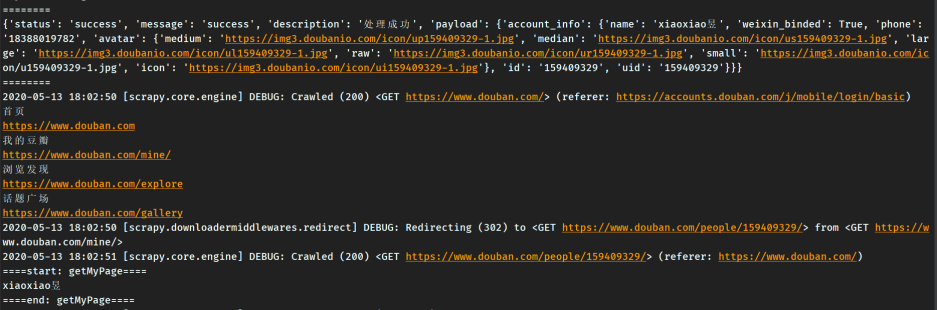 ========
{'status': 'success', 'message': 'success', 'description': '处理成功', 'payload': {'account_info': {'name': 'xiaoxiao昱', 'weixin_binded': True, 'phone':
'18388019782', 'avatar': {'medium': 'https://img3.doubanio.com/icon/up159409329-1.jpg', 'median': 'https://img3.doubanio.com/icon/us159409329-1.jpg', 'lar
ge': 'https://img3.doubanio.com/icon/ul159409329-1.jpg', 'raw': 'https://img3.doubanio.com/icon/ur159409329-1.jpg', 'small': 'https://img3.doubanio.com/ic
on/u159409329-1.jpg', 'icon': 'https://img3.doubanio.com/icon/ui159409329-1.jpg'}, 'id': '159409329', 'uid': '159409329'}}}
========
2020-05-13 18:02:50 [scrapy.core.engine] DEBUG: Crawled (200) <GET https://www.douban.com/> (referer: https://accounts.douban.com/j/mobile/login/basic)
首页
https://www.douban.com
我的豆瓣
https://www.douban.com/mine/
浏览发现
https://www.douban.com/explore
话题广场
https://www.douban.com/gallery
2020-05-13 18:02:50 [scrapy.downloadermiddlewares.redirect] DEBUG: Redirecting (302) to <GET https://www.douban.com/people/159409329/> from <GET https://w
ww.douban.com/mine/>
2020-05-13 18:02:51 [scrapy.core.engine] DEBUG: Crawled (200) <GET https://www.douban.com/people/159409329/> (referer: https://www.douban.com/)
====start: getMyPage====
xiaoxiao昱
====end: getMyPage====